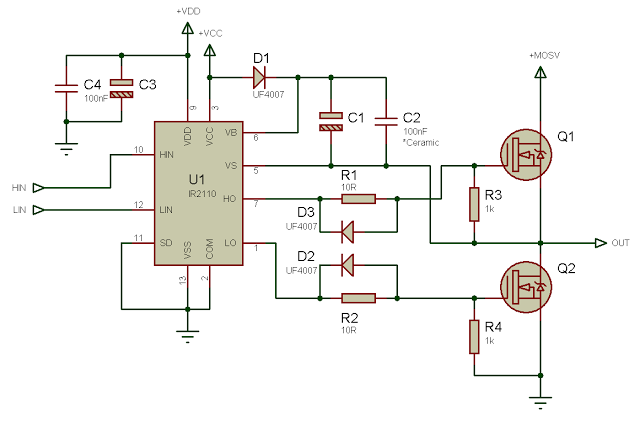 +VDD
+VCC
+MOSV
D1
UF4007
C4
100nF
C3
C1
C2
100nF
*Ceramic
9
3
VDD
VCC
VB
6
Q1
HIN
10
HIN
U1
IR2110
VS
5
R1
10R
HO
7
R3
1k
LIN
12
LIN
D3
UF4007
11
SD
LO
1
OUT
VSS
COM
D2
UF4007
Q2
13
2
R2
10R
R4
1k